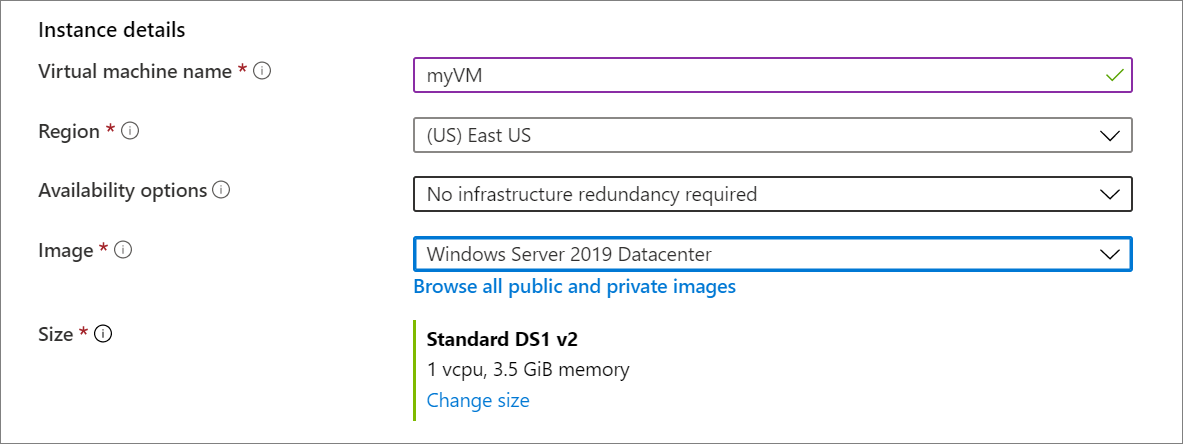 Instance details
Virtual machine name *
myVM
Region *
(US) East US
Availability options
No infrastructure redundancy required
Image *
Windows Server 2019 Datacenter
Browse all public and private images
Size *
Standard DS1 v2
1 vcpu, 3.5 GiB memory
Change size